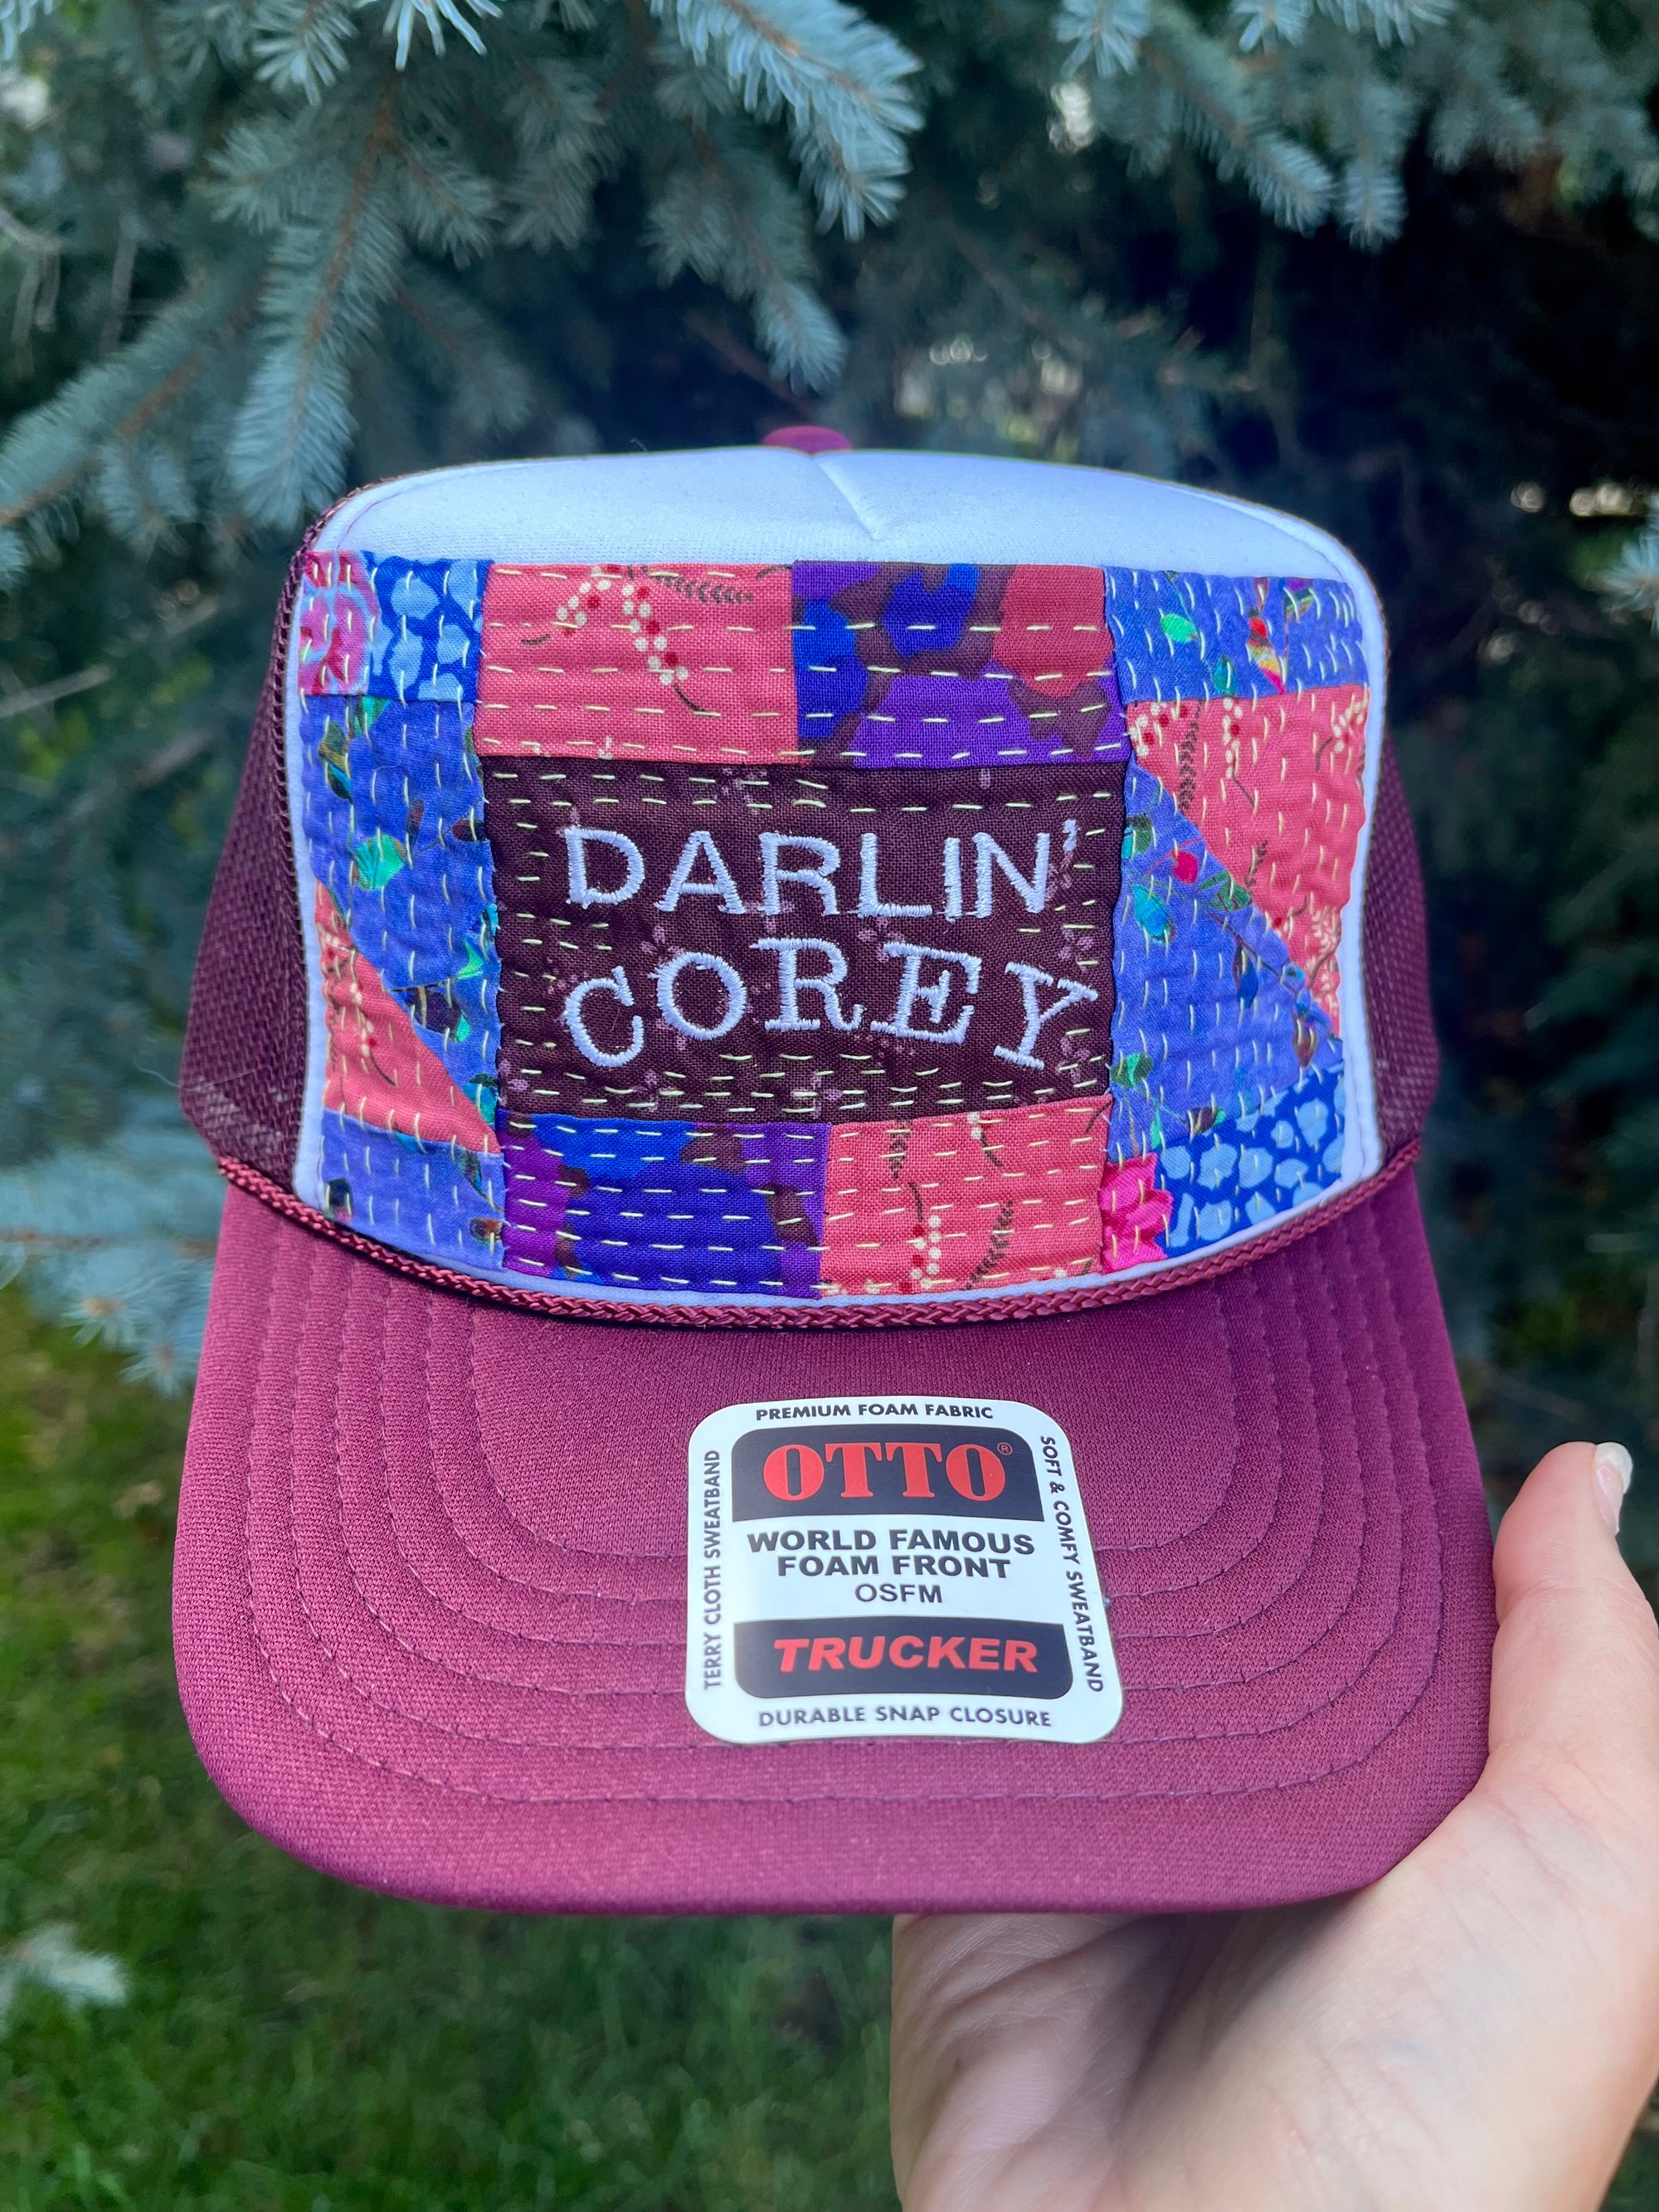 DARLIN'
COREY
PREMIUM FOAM FABRIC
OTTO®
TERRY CLOTH SWEATBAND
SOFT & COMFY SWEATBAND
WORLD FAMOUS
FOAM FRONT
OSFM
TRUCKER
DURABLE SNAP CLOSURE